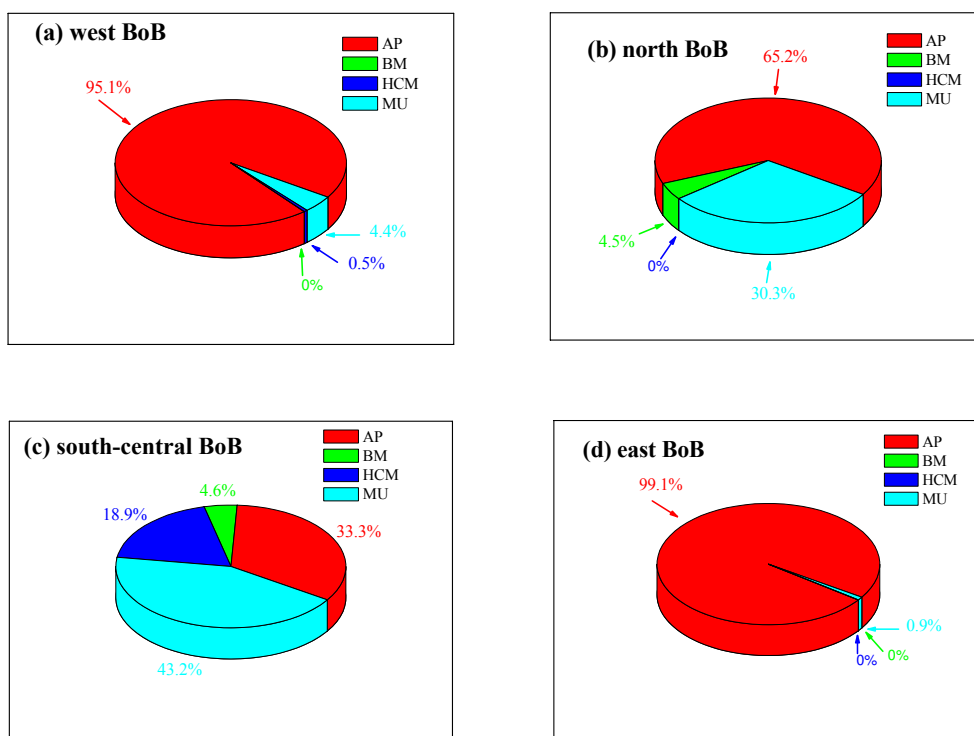 (a) west BoB
AP
BM
HCM
MU
95.1%
4.4%
0.5%
0%
(b) north BoB
AP
BM
HCM
MU
65.2%
4.5%
0%
30.3%
(c) south-central BoB
AP
BM
HCM
MU
4.6%
18.9%
33.3%
43.2%
(d) east BoB
AP
BM
HCM
MU
99.1%
0.9%
0%
0%